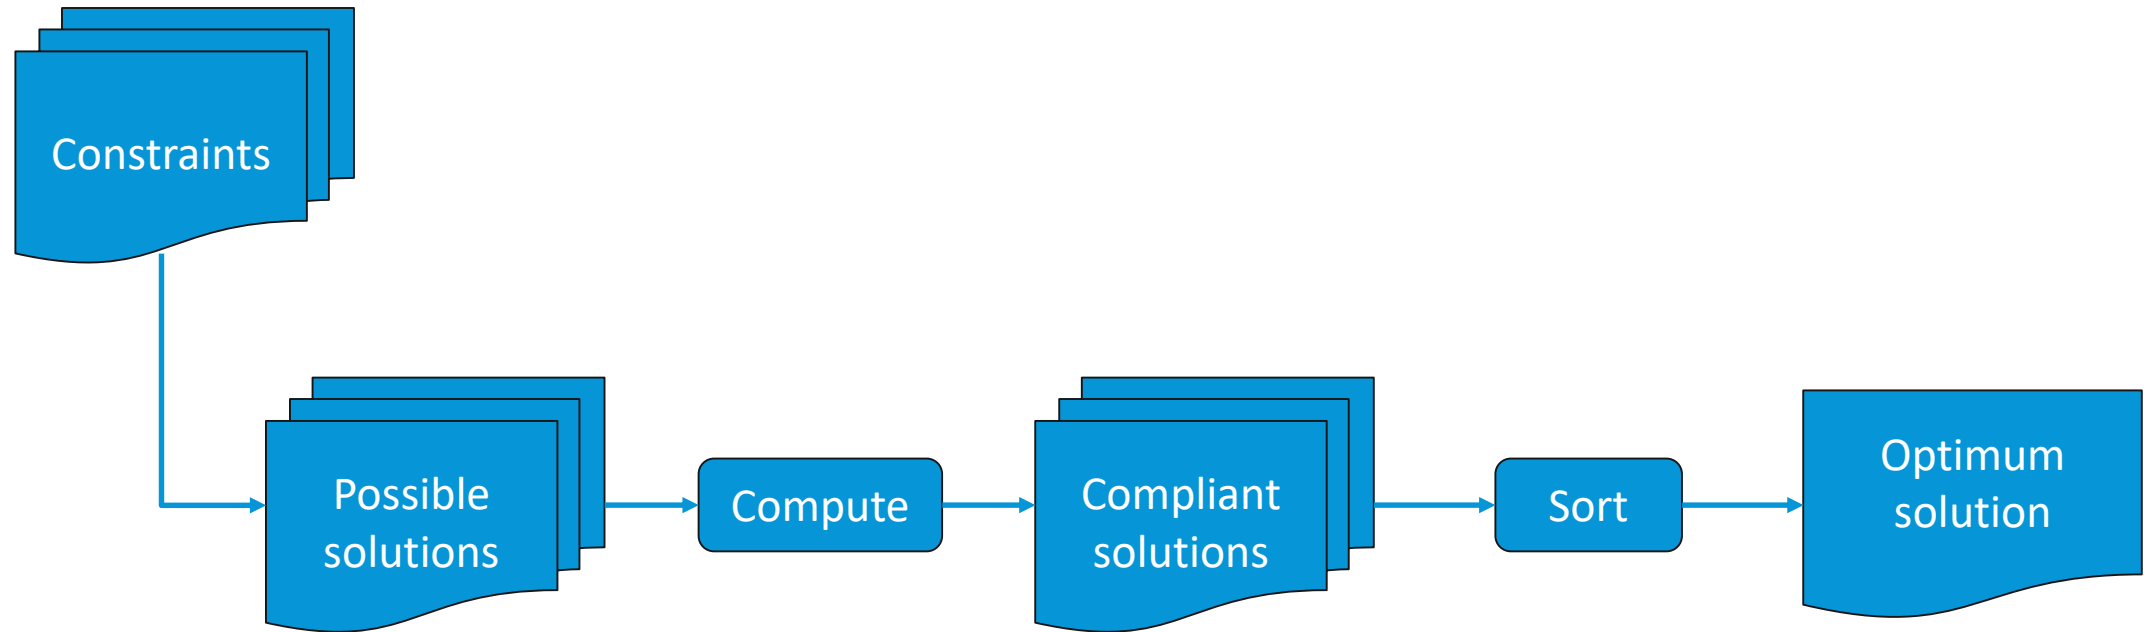 Constraints
Possible
solutions
Compute
Compliant
solutions
Sort
Optimum
solution